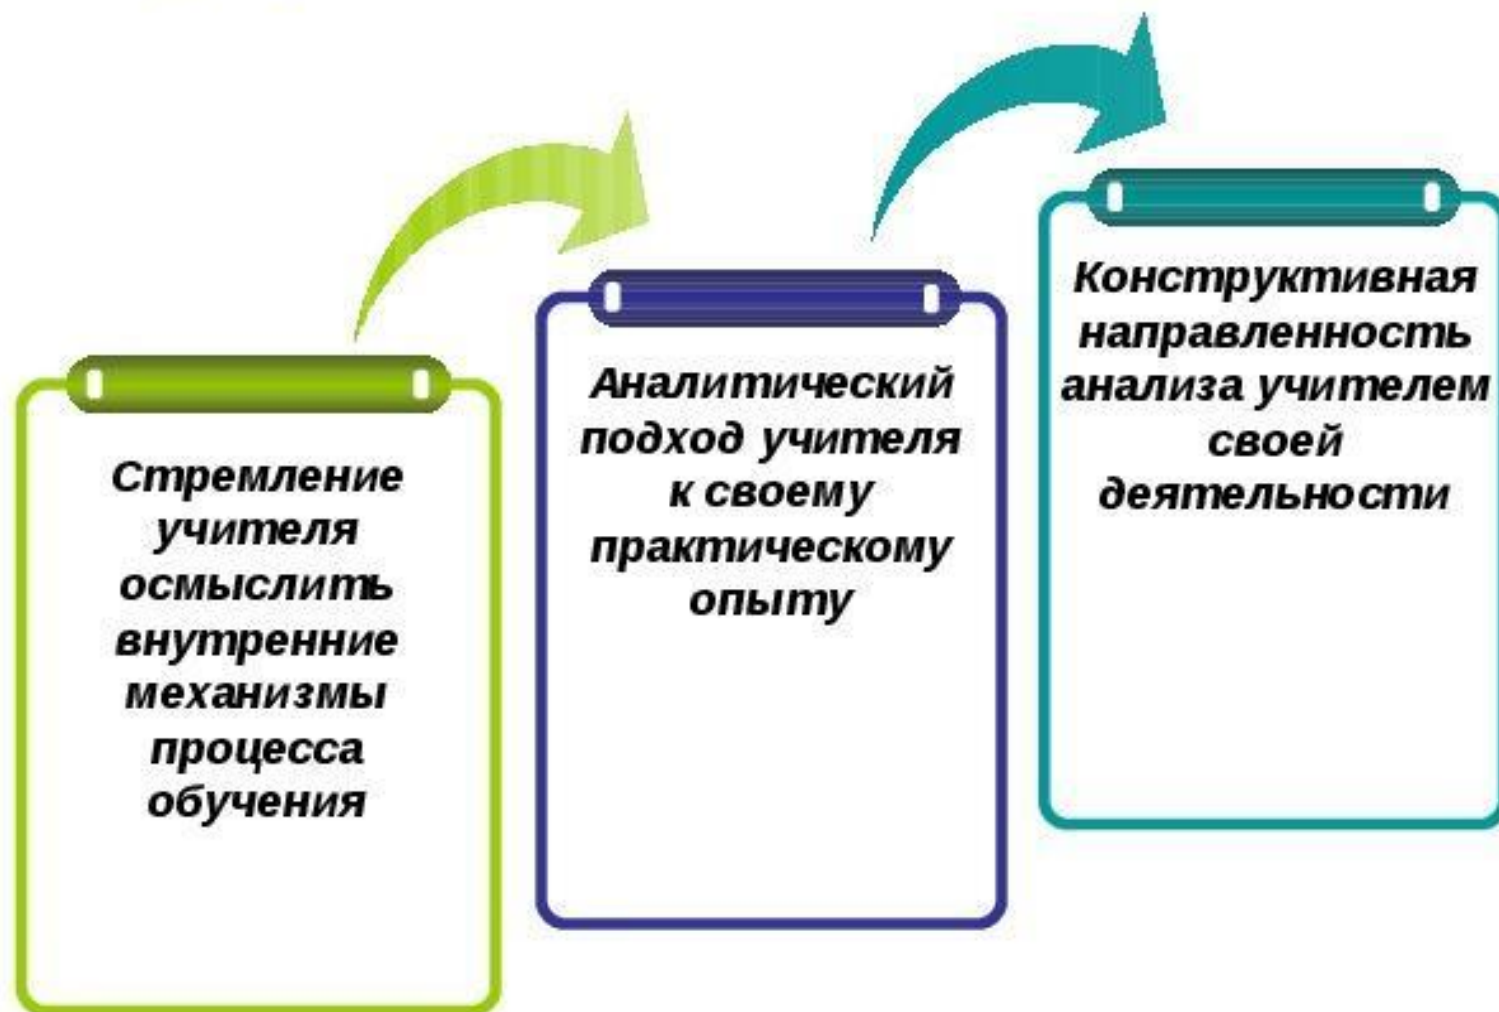 Стремление
учителя
осмыслить
внутренние
механизмы
процесса
обучения
Аналитический
подход учителя
к своему
практическому
опыту
Конструктивная
направленность
анализа учителем
своей
деятельности